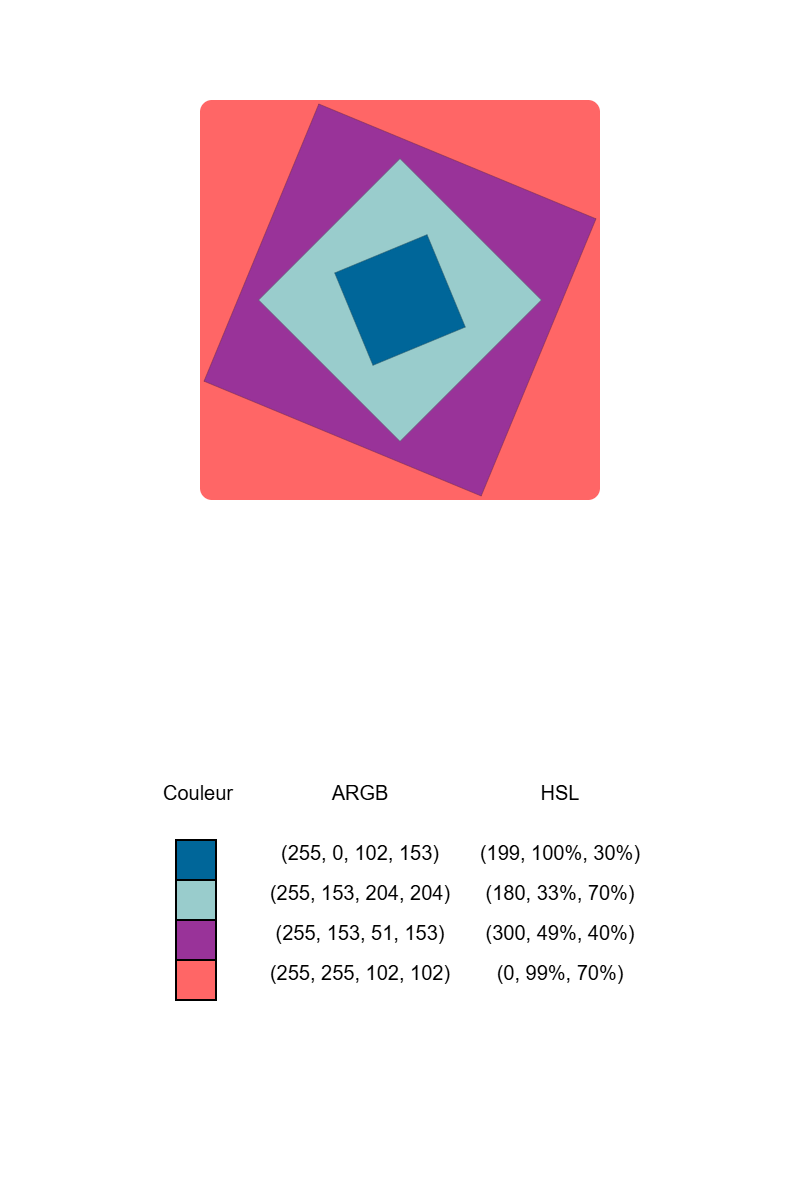 Couleur ARGB HSL
(255, 0, 102, 153) (199, 100%, 30%)
(255, 153, 204, 204) (180, 33%, 70%)
(255, 153, 51, 153) (300, 49%, 40%)
(255, 255, 102, 102) (0, 99%, 70%)